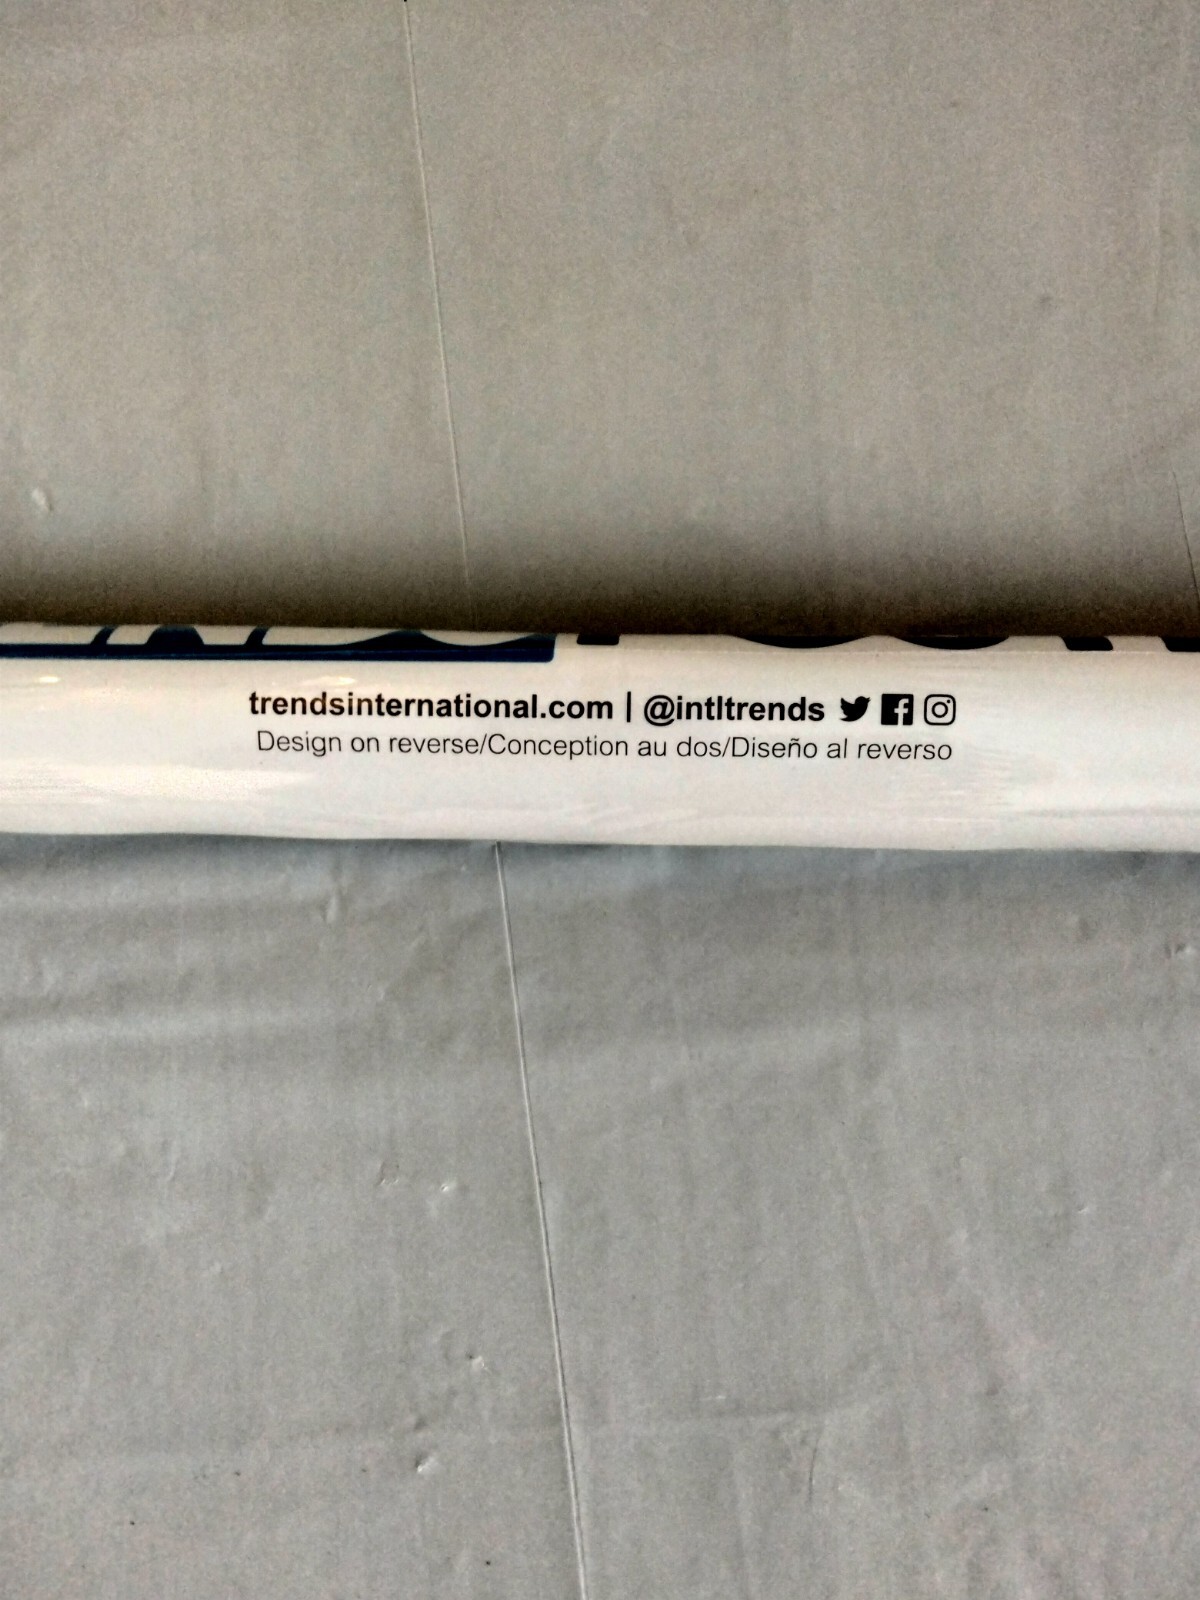 trendsinternational.com | @intltrends
Design on reverse/Conception au dos/Diseño al reverso